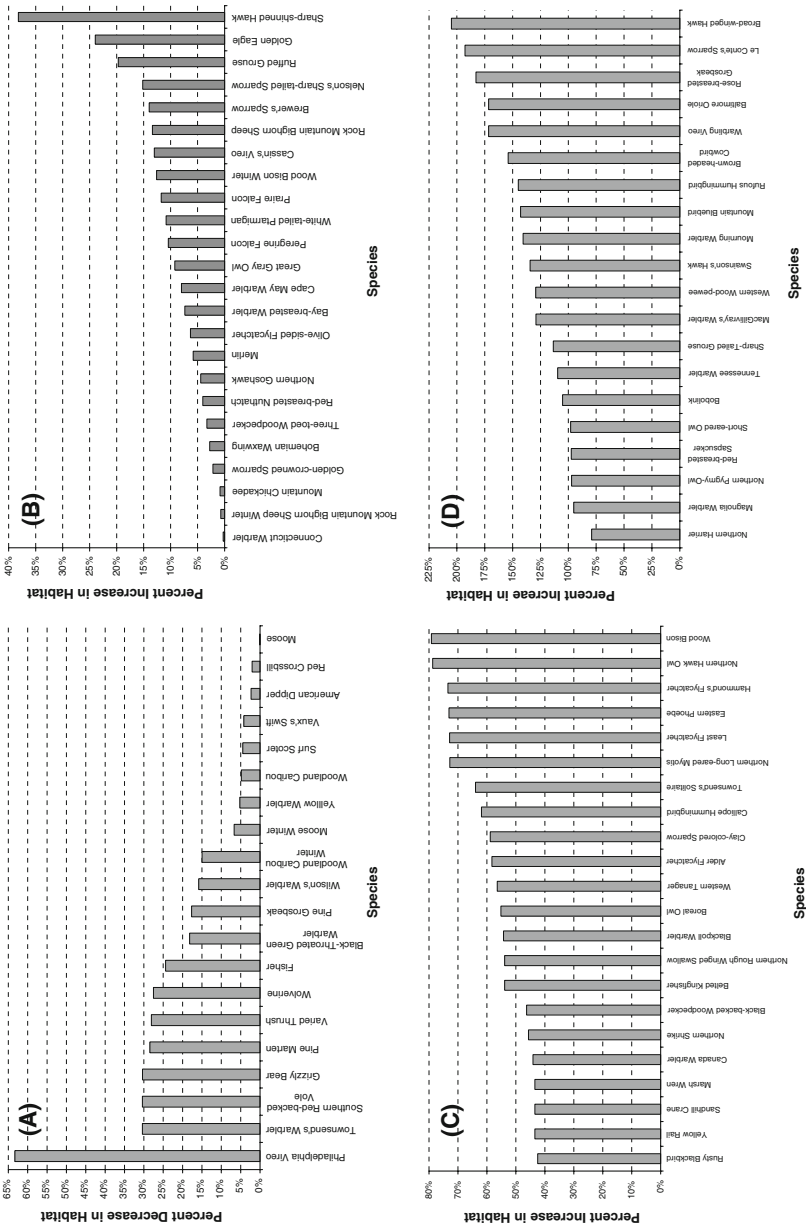 (A)
Percent Decrease in Habitat
65%
60%
55%
50%
45%
40%
35%
30%
25%
20%
15%
10%
5%
0%
Philadelphia Vireo
Townsend's Warbler
Southern Red-backed
Vole
Grizzly Bear
Pine Marten
Varied Thrush
Wolverine
Fisher
Black-Throated Green
Warbler
Pine Grosbeak
Wilson's Warbler
Woodland Caribou
Winter
Moose Winter
Yelllow Warbler
Woodland Caribou
Surf Scoter
Vaux's Swift
American Dipper
Red Crossbill
Moose
Species
(B)
Percent Increase in Habitat
40%
35%
30%
25%
20%
15%
10%
5%
0%
Connecticut Warbler
Rock Mountain Bighorn Sheep Winter
Mountain Chickadee
Golden-crowned Sparrow
Bohemian Waxwing
Three-toed Woodpecker
Red-breasted Nuthatch
Northern Goshawk
Merlin
Olive-sided Flycatcher
Bay-breasted Warbler
Cape May Warbler
Great Gray Owl
Peregrine Falcon
White-tailed Ptarmigan
Praire Falcon
Wood Bison Winter
Cassin's Vireo
Rock Mountain Bighorn Sheep
Brewer's Sparrow
Nelson's Sharp-tailed Sparrow
Ruffed Grouse
Golden Eagle
Sharp-shinned Hawk
Species
(C)
Percent Increase in Habitat
80%
70%
60%
50%
40%
30%
20%
10%
0%
Rusty Blackbird
Yellow Rail
Sandhill Crane
Marsh Wren
Canada Warbler
Northern Shrike
Black-backed Woodpecker
Belted Kingfisher
Northern Rough Winged Swallow
Blackpoll Warbler
Boreal Owl
Western Tanager
Alder Flycatcher
Clay-colored Sparrow
Calliope Hummingbird
Townsend's Solitaire
Northern Long-eared Myotis
Least Flycatcher
Eastern Phoebe
Hammond's Flycatcher
Northern Hawk Owl
Wood Bison
Species
(D)
Percent Increase in Habitat
225%
200%
175%
150%
125%
100%
75%
50%
25%
0%
Northern Harrier
Magnolia Warbler
Northern Pygmy-Owl
Red-breasted
Sapsucker
Short-eared Owl
Bobolink
Tennessee Warbler
Sharp-Tailed Grouse
MacGillivray's Warbler
Western Wood-pewee
Swainson's Hawk
Mourning Warbler
Mountain Bluebird
Rufous Hummingbird
Brown-headed
Cowbird
Warbling Vireo
Baltimore Oriole
Rose-breasted
Grosbeak
Le Conte's Sparrow
Broad-winged Hawk
Species